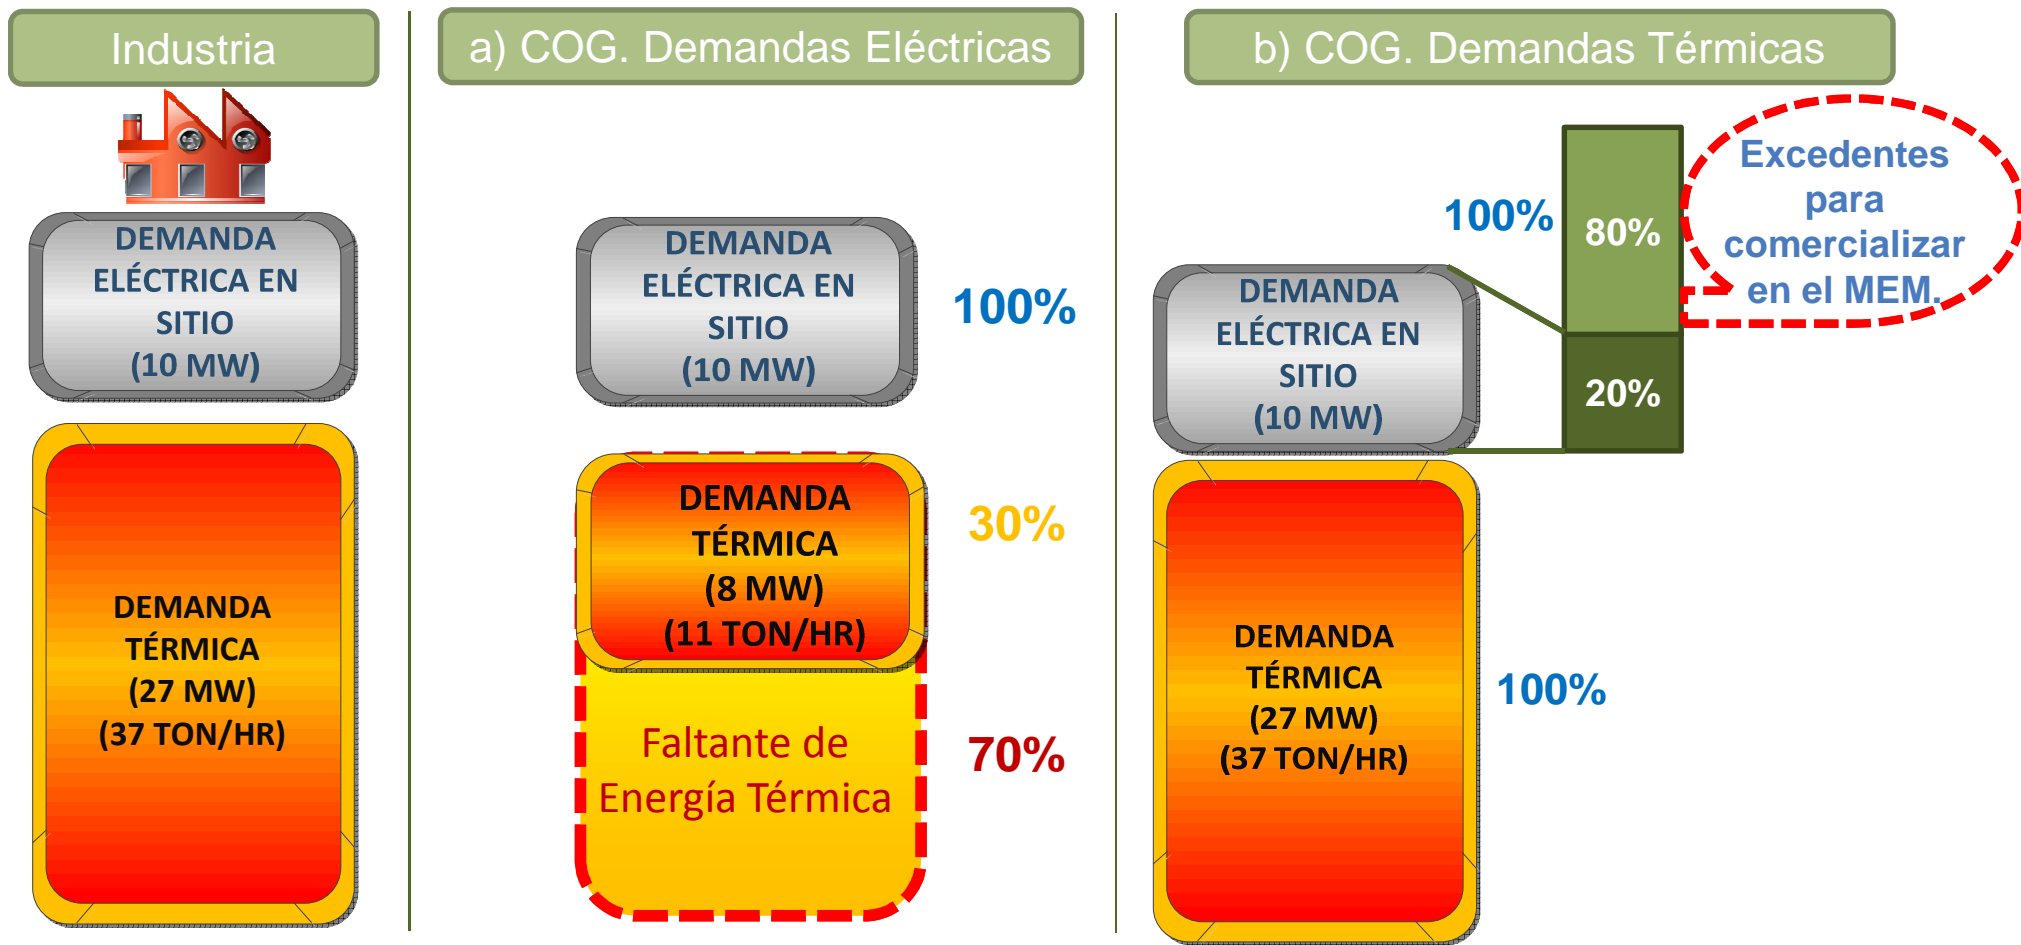 Industria
DEMANDA
ELÉCTRICA EN
SITIO
(10 MW)
DEMANDA
TÉRMICA
(27 MW)
(37 TON/HR)
a) COG. Demandas Eléctricas
DEMANDA
ELÉCTRICA EN
SITIO
(10 MW)
100%
DEMANDA
TÉRMICA
(8 MW)
(11 TON/HR)
30%
Faltante de
Energía Térmica
70%
b) COG. Demandas Térmicas
100%
80%
20%
Excedentes
para
comercializar
en el MEM.
DEMANDA
ELÉCTRICA EN
SITIO
(10 MW)
DEMANDA
TÉRMICA
(27 MW)
(37 TON/HR)
100%